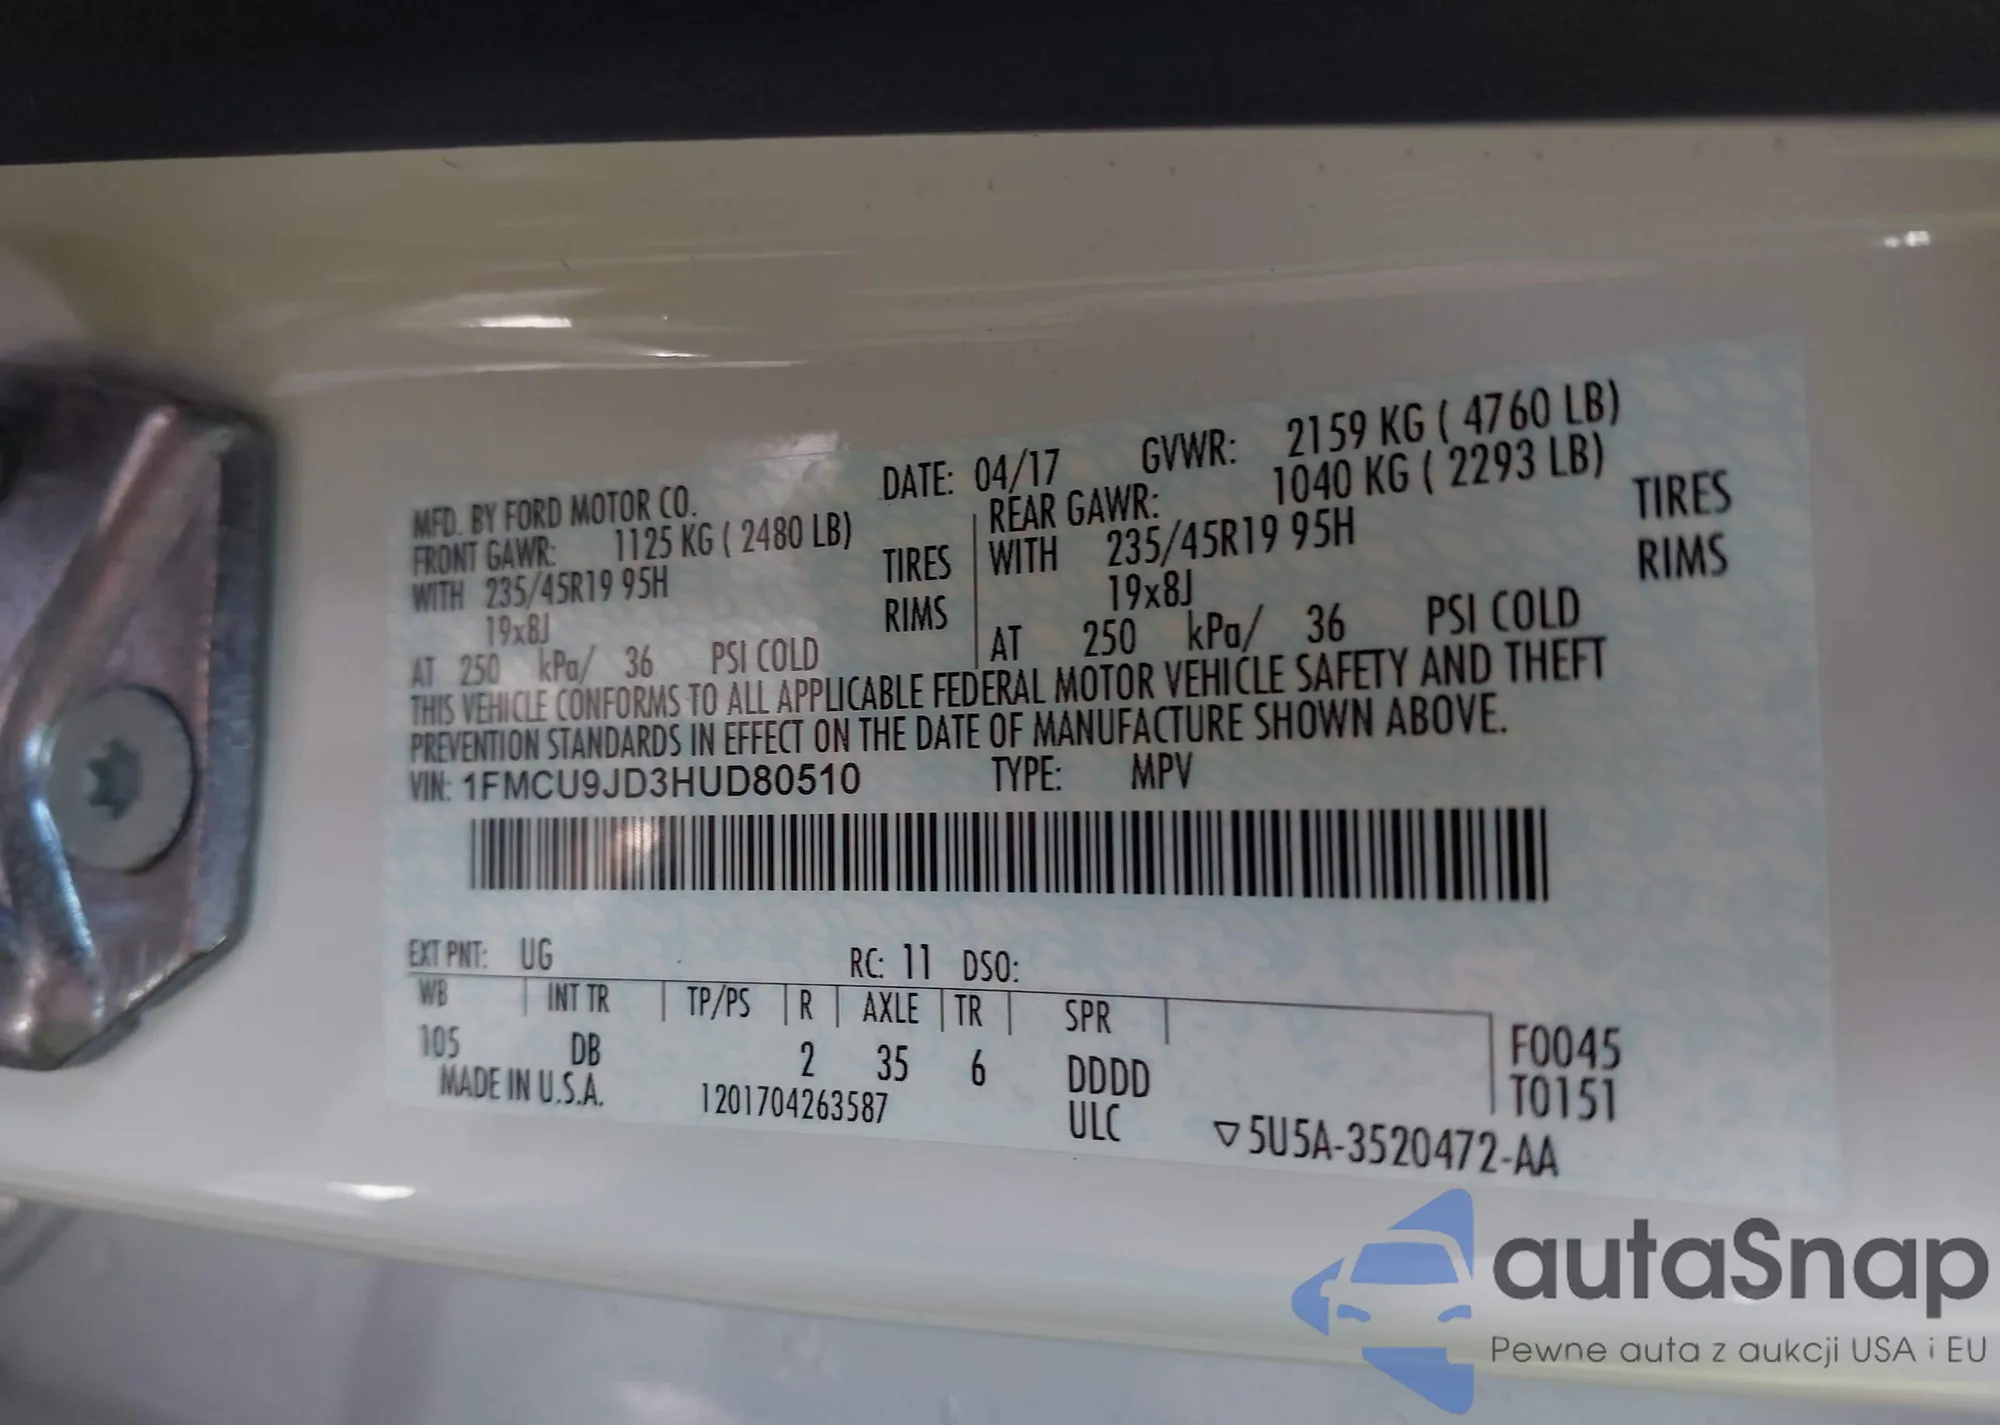 MFD. BY FORD MOTOR CO. DATE: 04/17 GVWR: 2159 KG ( 4760 LB)
FRONT GAWR: 1125 KG ( 2480 LB) REAR GAWR: 1040 KG ( 2293 LB)
WITH 235/45R19 95H TIRES WITH 235/45R19 95H TIRES
19x8J RIMS 19x8J RIMS
AT 250 kPa/ 36 PSI COLD AT 250 kPa/ 36 PSI COLD
THIS VEHICLE CONFORMS TO ALL APPLICABLE FEDERAL MOTOR VEHICLE SAFETY AND THEFT
PREVENTION STANDARDS IN EFFECT ON THE DATE OF MANUFACTURE SHOWN ABOVE.
VIN: 1FMCU9JD3HUD80510 TYPE: MPV
EXT PNT: UG RC: 11 DSO:
WB INT TR TP/PS R AXLE TR SPR
105 DB 2 35 6 DDDD F0045
MADE IN U.S.A. 1201704263587 ULC T0151
▽5U5A-3520472-AA
autaSnap
Pewne auta z aukcji USA i EU